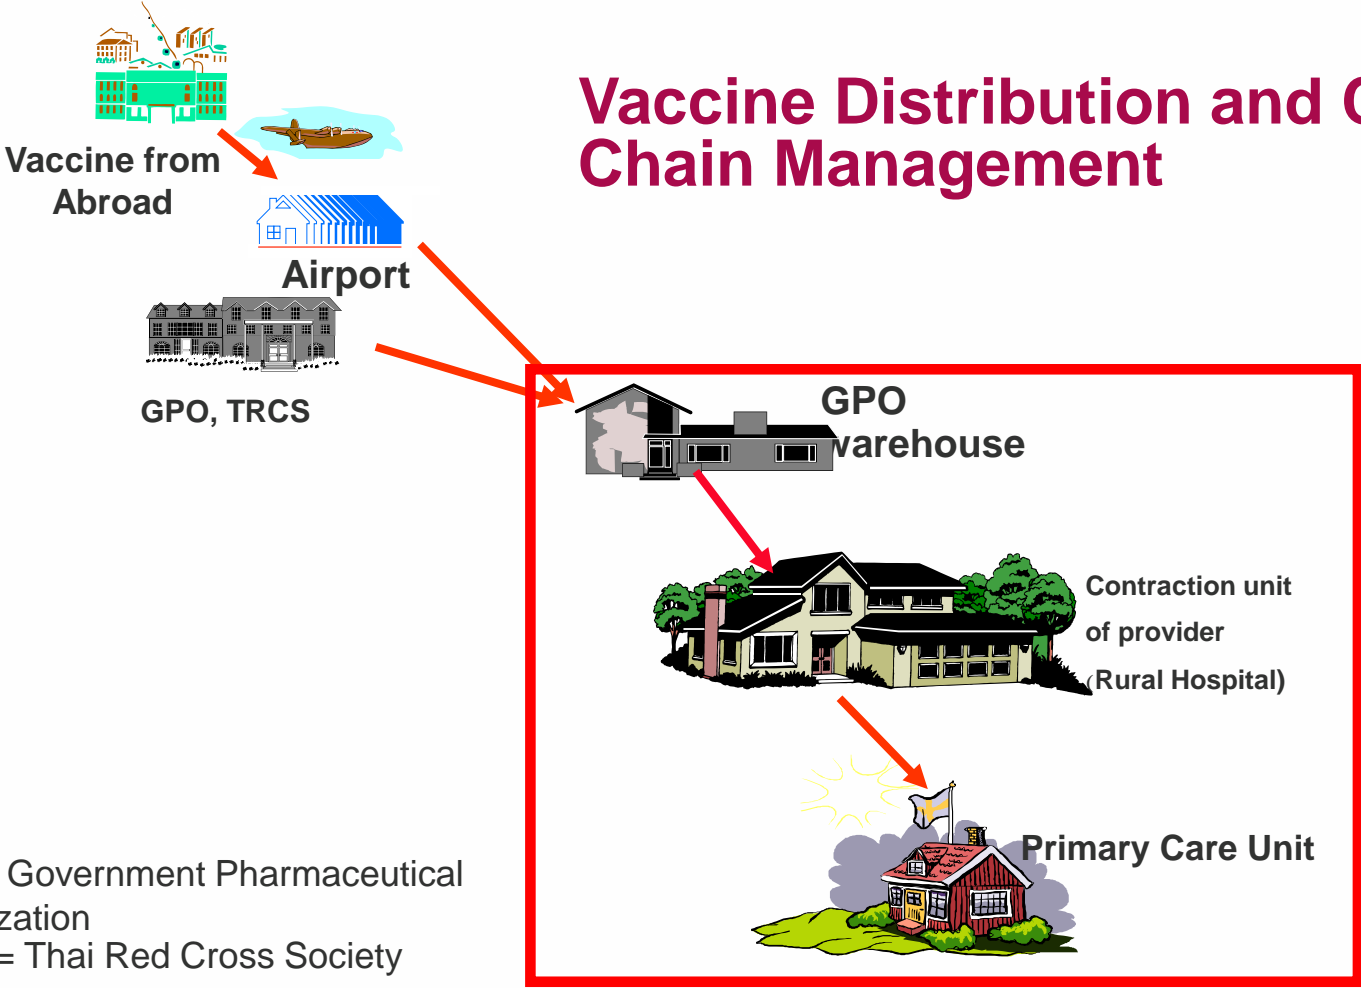 Vaccine Distribution and
Chain Management
Vaccine from
Abroad
Airport
GPO, TRCS
GPO
warehouse
Contraction unit
of provider
(Rural Hospital)
Primary Care Unit
Government Pharmaceutical
zation
= Thai Red Cross Society